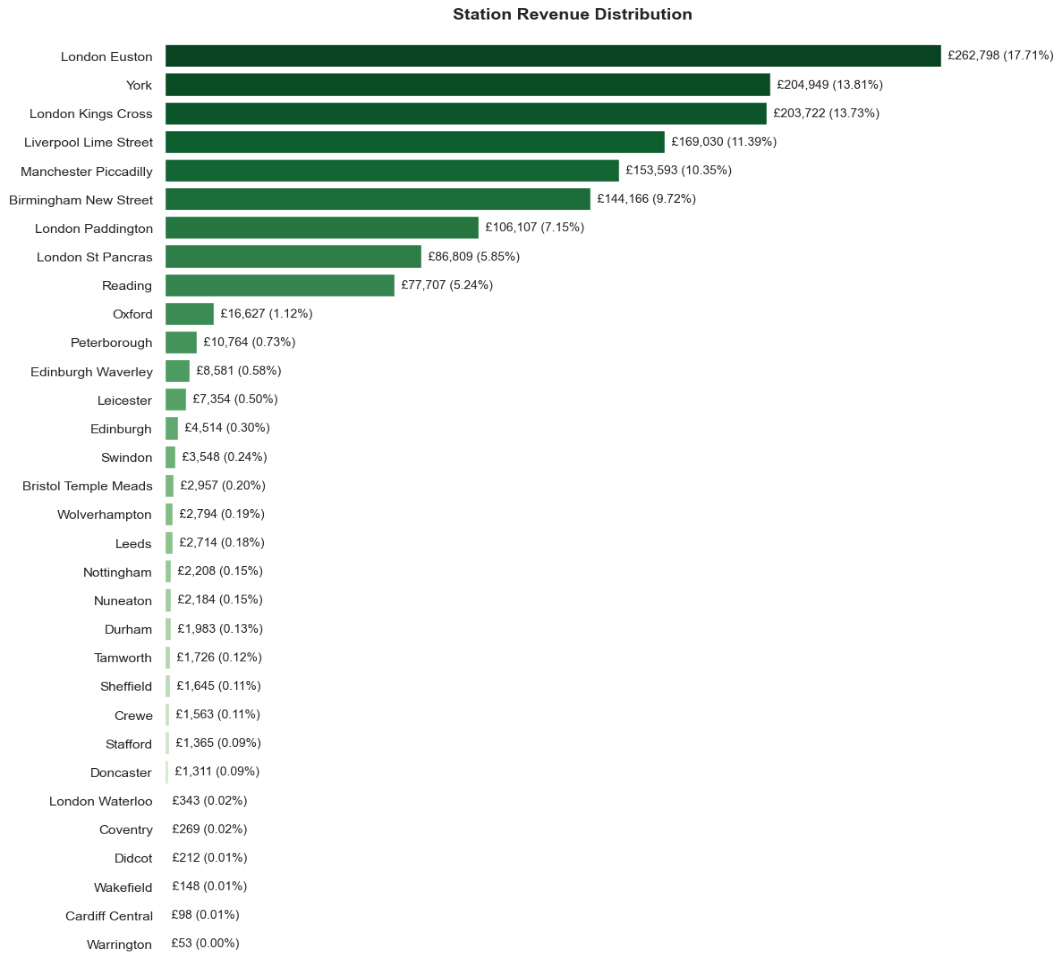 Station Revenue Distribution
London Euston £262,798 (17.71%)
York £204,949 (13.81%)
London Kings Cross £203,722 (13.73%)
Liverpool Lime Street £169,030 (11.39%)
Manchester Piccadilly £153,593 (10.35%)
Birmingham New Street £144,166 (9.72%)
London Paddington £106,107 (7.15%)
London St Pancras £86,809 (5.85%)
Reading £77,707 (5.24%)
Oxford £16,627 (1.12%)
Peterborough £10,764 (0.73%)
Edinburgh Waverley £8,581 (0.58%)
Leicester £7,354 (0.50%)
Edinburgh £4,514 (0.30%)
Swindon £3,548 (0.24%)
Bristol Temple Meads £2,957 (0.20%)
Wolverhampton £2,794 (0.19%)
Leeds £2,714 (0.18%)
Nottingham £2,208 (0.15%)
Nuneaton £2,184 (0.15%)
Durham £1,983 (0.13%)
Tamworth £1,726 (0.12%)
Sheffield £1,645 (0.11%)
Crewe £1,563 (0.11%)
Stafford £1,365 (0.09%)
Doncaster £1,311 (0.09%)
London Waterloo £343 (0.02%)
Coventry £269 (0.02%)
Didcot £212 (0.01%)
Wakefield £148 (0.01%)
Cardiff Central £98 (0.01%)
Warrington £53 (0.00%)